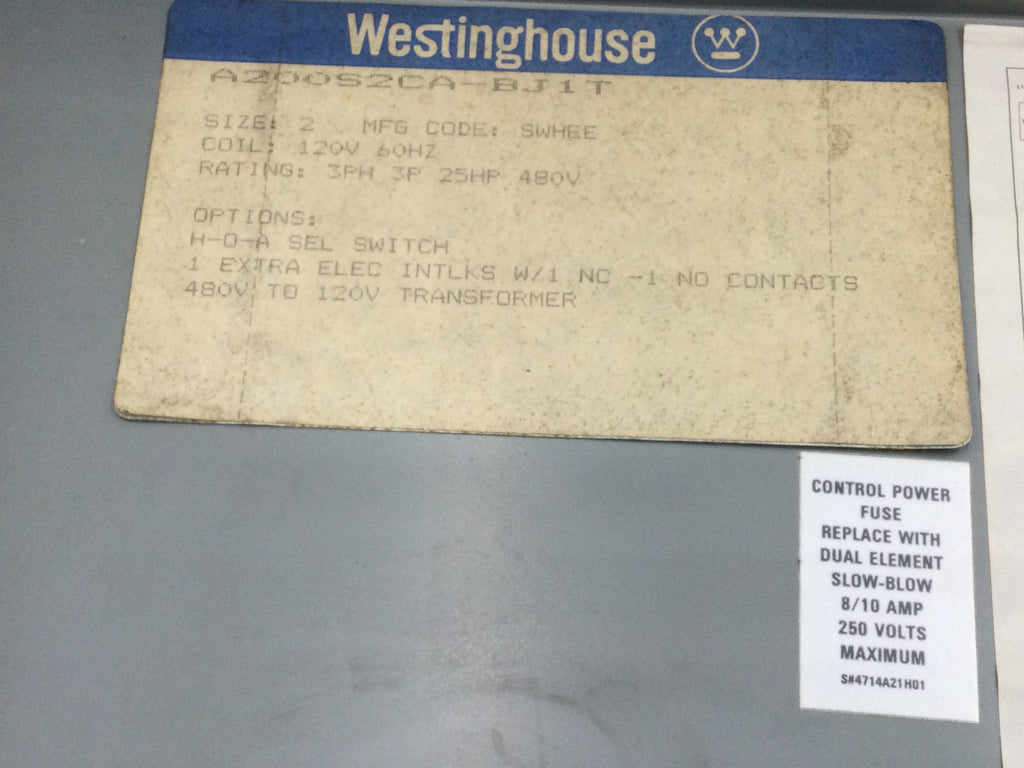 Westinghouse
A200S2CA-BJ1T
SIZE: 2 MFG CODE: SWHEE
COIL: 120V 60HZ
RATING: 3PH 3P 25HP 480V
OPTIONS:
H-O-A SEL SWITCH
1 EXTRA ELEC INTLKS W/1 NC -1 NO CONTACTS
480V TO 120V TRANSFORMER
CONTROL POWER
FUSE
REPLACE WITH
DUAL ELEMENT
SLOW-BLOW
8/10 AMP
250 VOLTS
MAXIMUM
S#4714A21H01